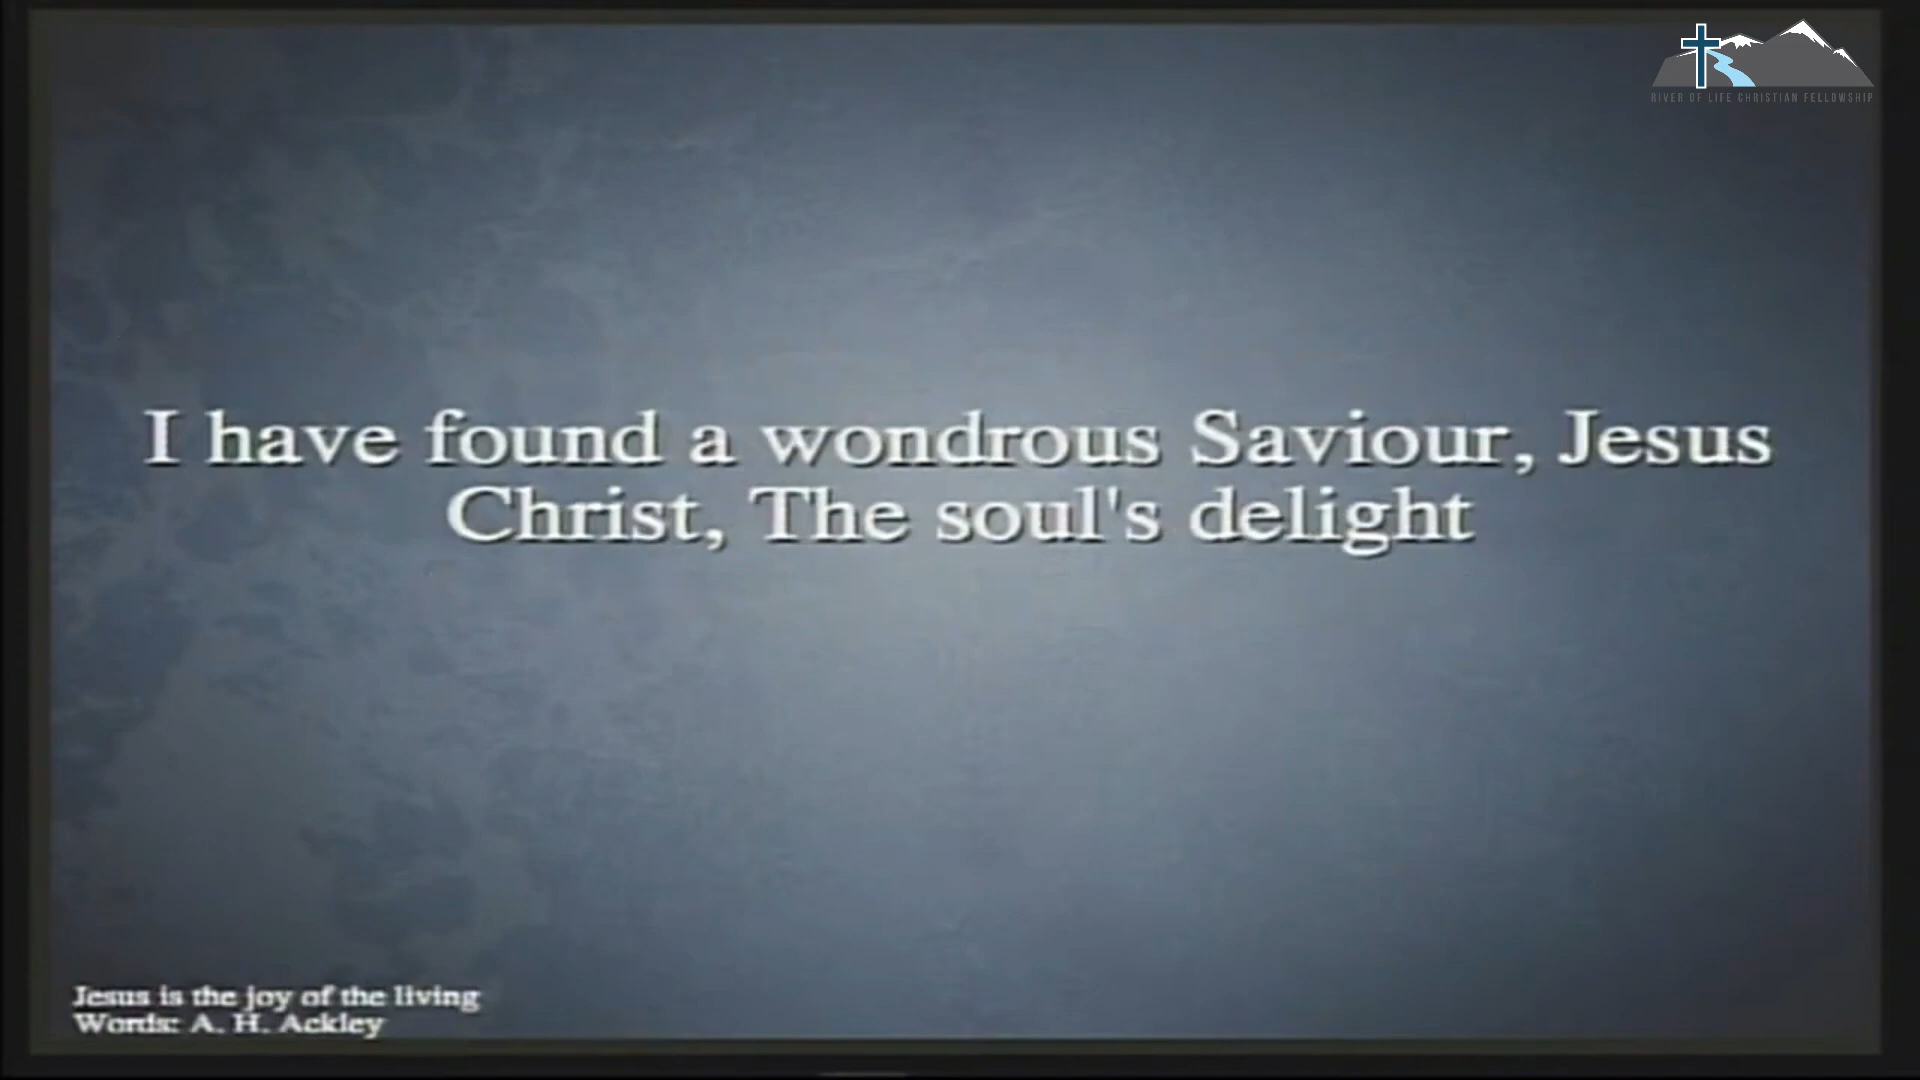 RIVER OF LIFE CHRISTIAN FELLOWSHIP
I have found a wondrous Saviour, Jesus
Christ, The soul's delight
Jesus is the joy of the living
Words: A. H. Ackley